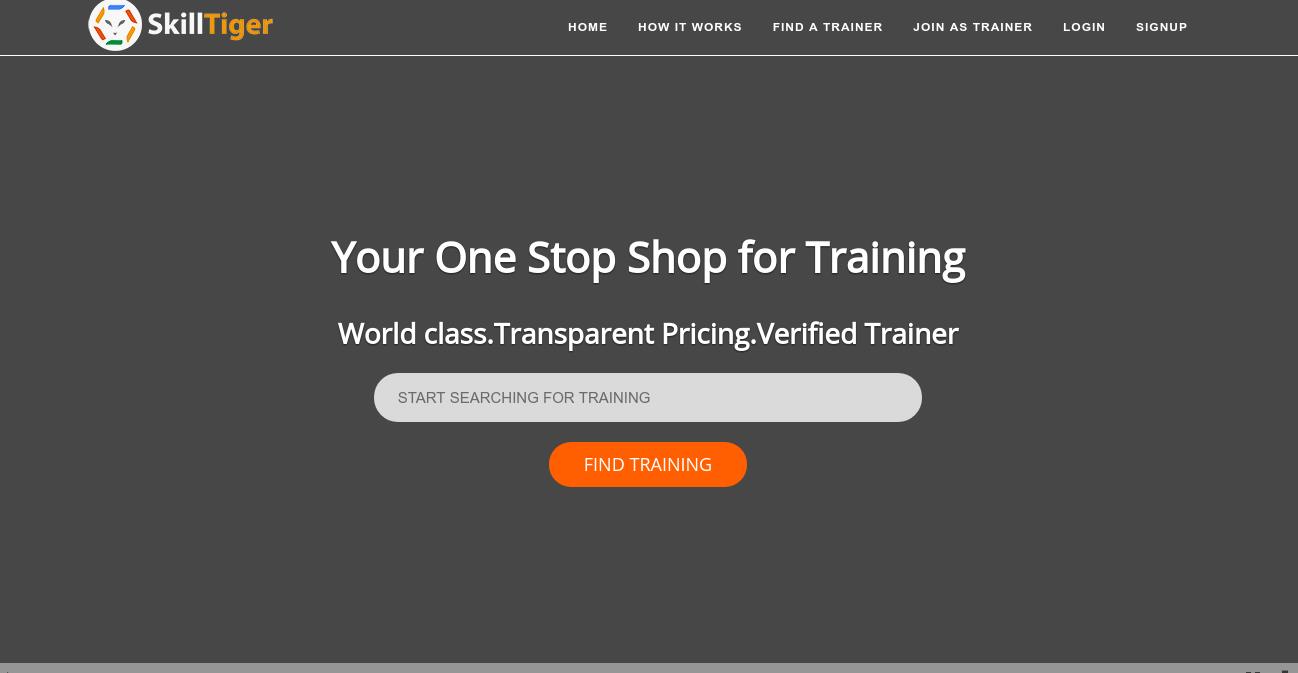 SkillTiger
HOME HOW IT WORKS FIND A TRAINER JOIN AS TRAINER LOGIN SIGNUP
Your One Stop Shop for Training
World class.Transparent Pricing.Verified Trainer
START SEARCHING FOR TRAINING
FIND TRAINING